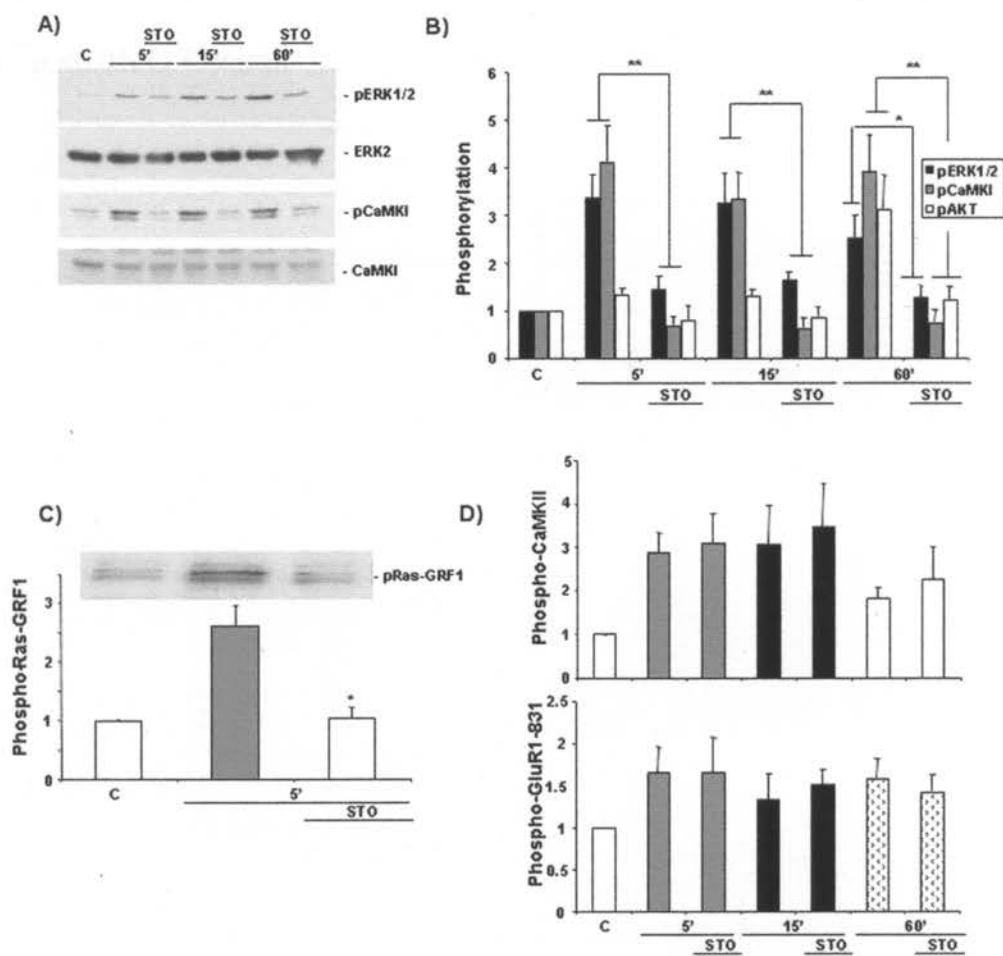 A)
STO STO STO
C 5' 15' 60'
- pERK1/2
- ERK2
- pCaMKI
- CaMKI
B)
Phosphorylation
6
5
4
3
2
1
0
** ** ** *
pERK1/2
pCaMKI
pAKT
C 5' 15' 60'
STO STO STO
C)
- pRas-GRF1
Phospho-Ras-GRF1
3
2
1
0
*
C 5'
STO
D)
Phospho-CaMKII
5
4
3
2
1
0
Phospho-GluR1-831
2.5
2
1.5
1
0.5
0
C 5' 15' 60'
STO STO STO